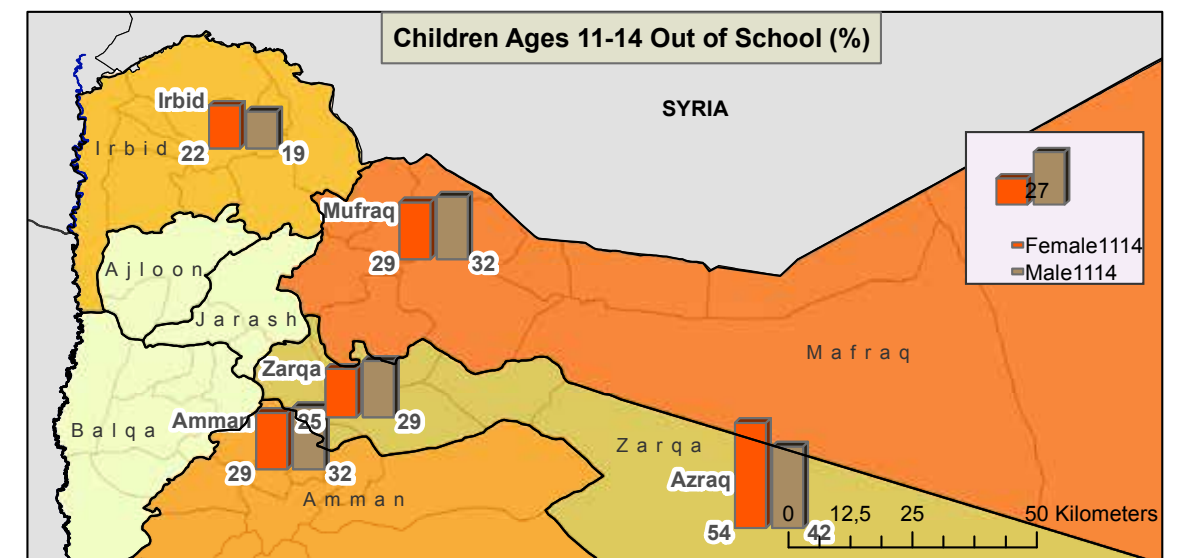 Children Ages 11-14 Out of School (%)
SYRIA
Irbid
Irbid
22
19
27
Female1114
Male1114
Mufraq
29
32
Ajloon
Jarash
Mafraq
Zarqa
25
29
Amman
29
32
Balqa
Amman
Zarqa
Azraq
54
42
0 12,5 25 50 Kilometers